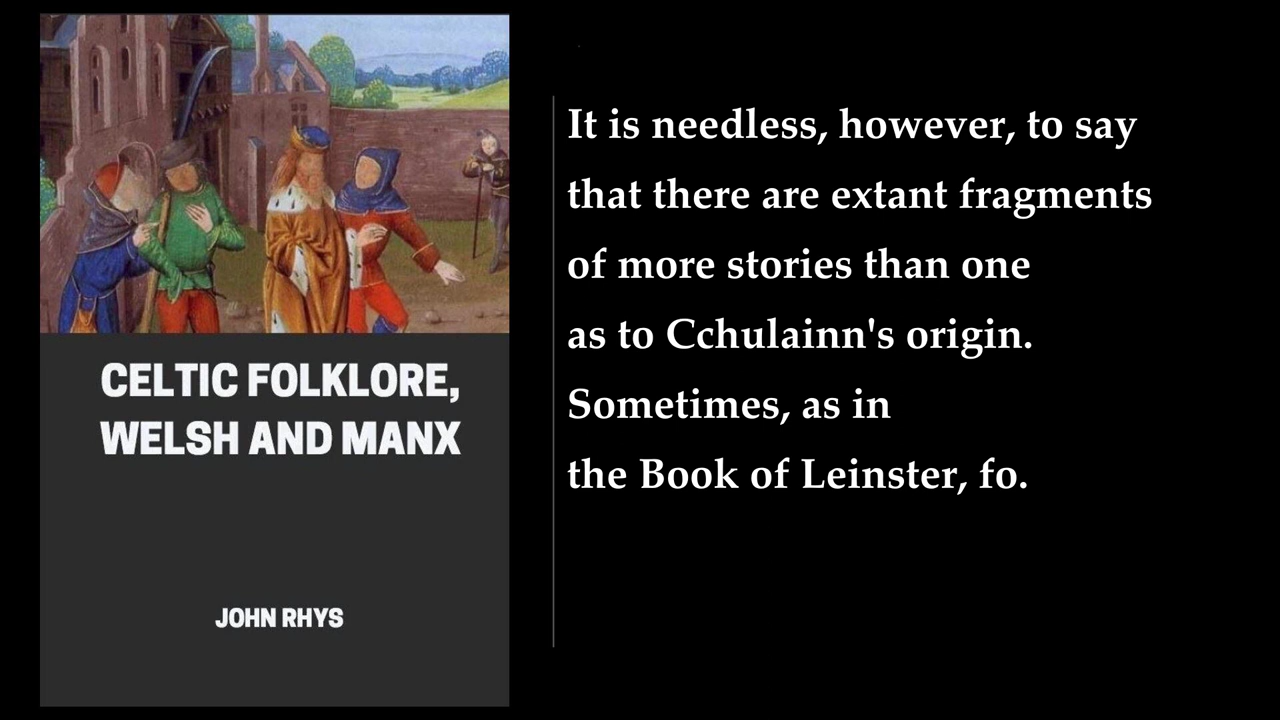 CELTIC FOLKLORE,
WELSH AND MANX
JOHN RHYS
It is needless, however, to say
that there are extant fragments
of more stories than one
as to Cchulainn's origin.
Sometimes, as in
the Book of Leinster, fo.